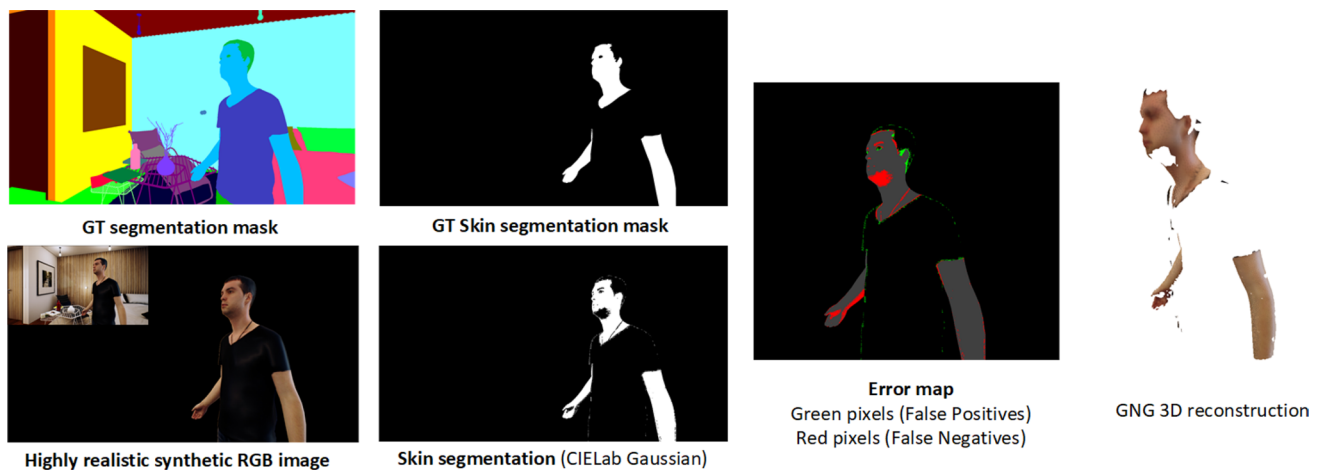 GT segmentation mask
GT Skin segmentation mask
Highly realistic synthetic RGB image
Skin segmentation (CIELab Gaussian)
Error map
Green pixels (False Positives)
Red pixels (False Negatives)
GNG 3D reconstruction